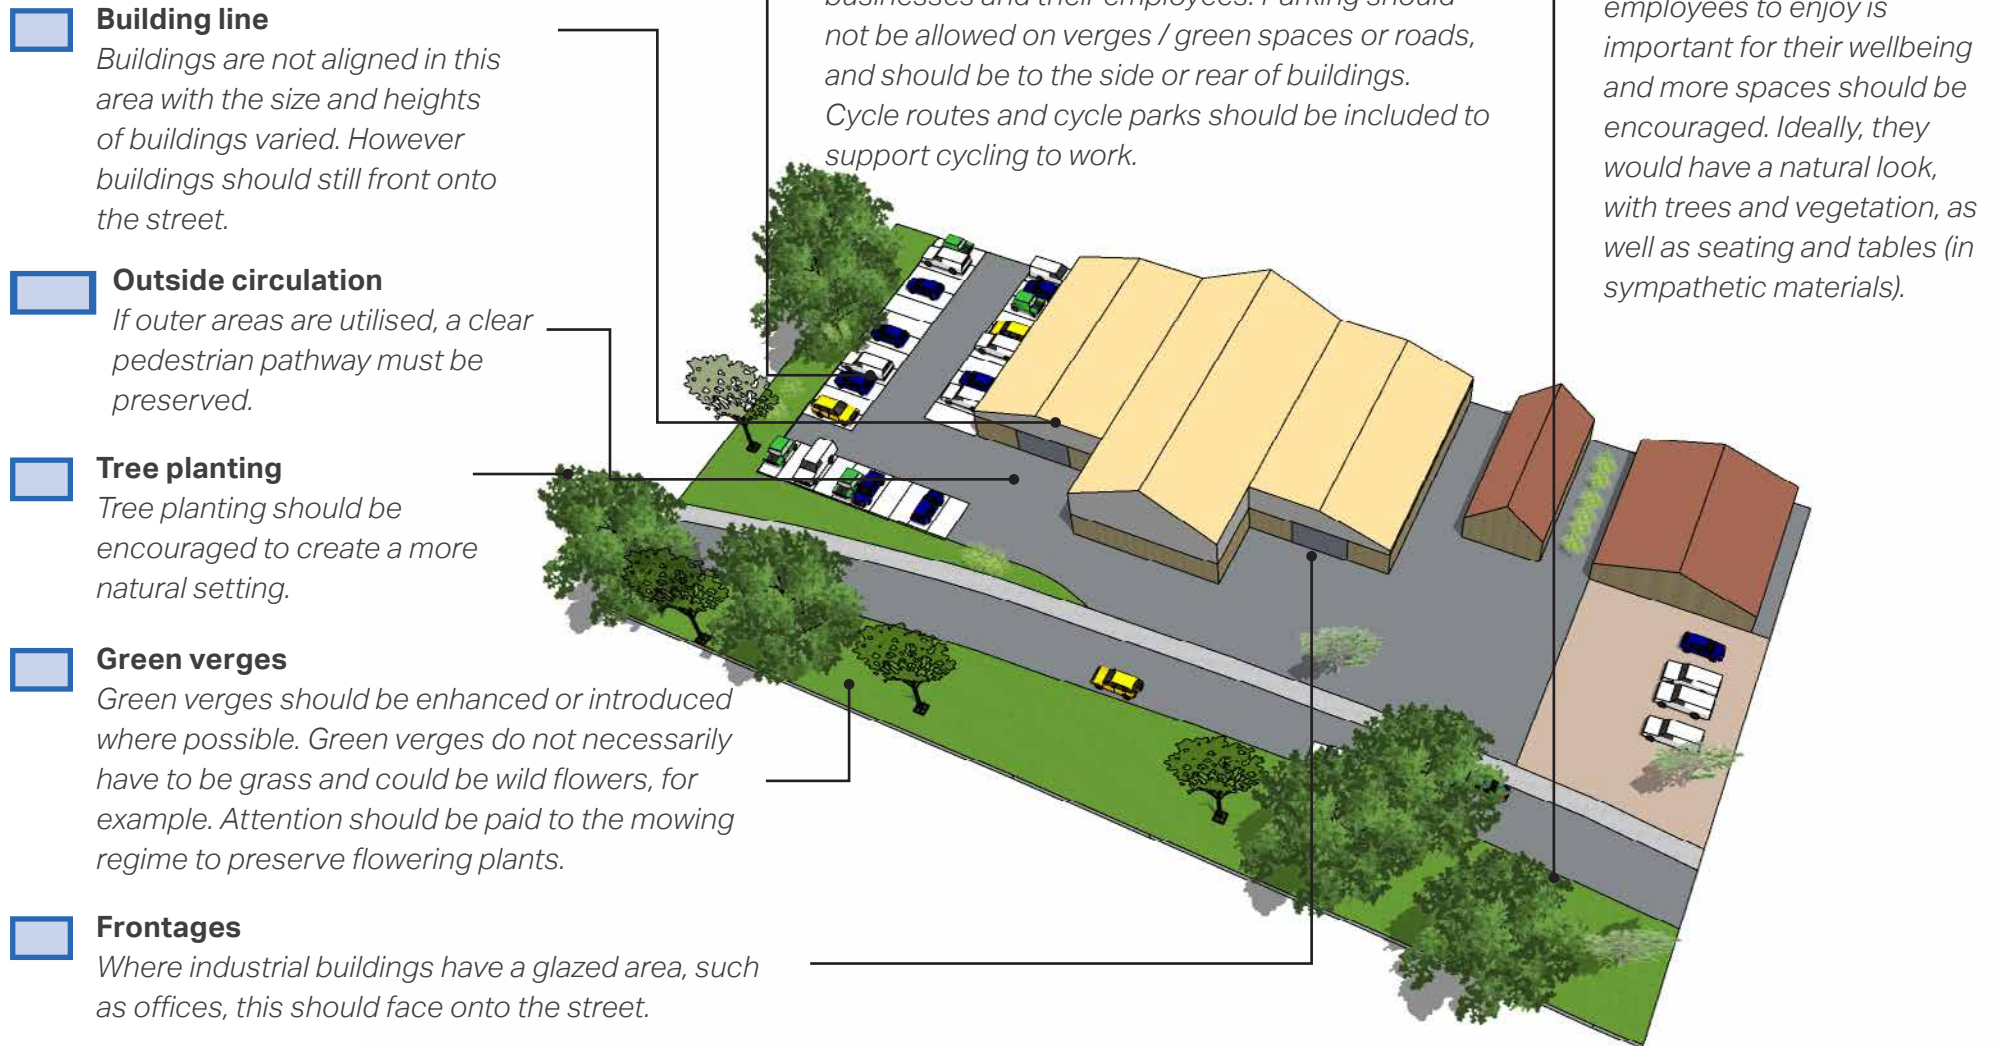 Building line
Buildings are not aligned in this
area with the size and heights
of buildings varied. However
buildings should still front onto
the street.
Outside circulation
If outer areas are utilised, a clear
pedestrian pathway must be
preserved.
Tree planting
Tree planting should be
encouraged to create a more
natural setting.
Green verges
Green verges should be enhanced or introduced
where possible. Green verges do not necessarily
have to be grass and could be wild flowers, for
example. Attention should be paid to the mowing
regime to preserve flowering plants.
Frontages
Where industrial buildings have a glazed area, such
as offices, this should face onto the street.
businesses and their employees. Parking should
not be allowed on verges / green spaces or roads,
and should be to the side or rear of buildings.
Cycle routes and cycle parks should be included to
support cycling to work.
employees to enjoy is
important for their wellbeing
and more spaces should be
encouraged. Ideally, they
would have a natural look,
with trees and vegetation, as
well as seating and tables (in
sympathetic materials).